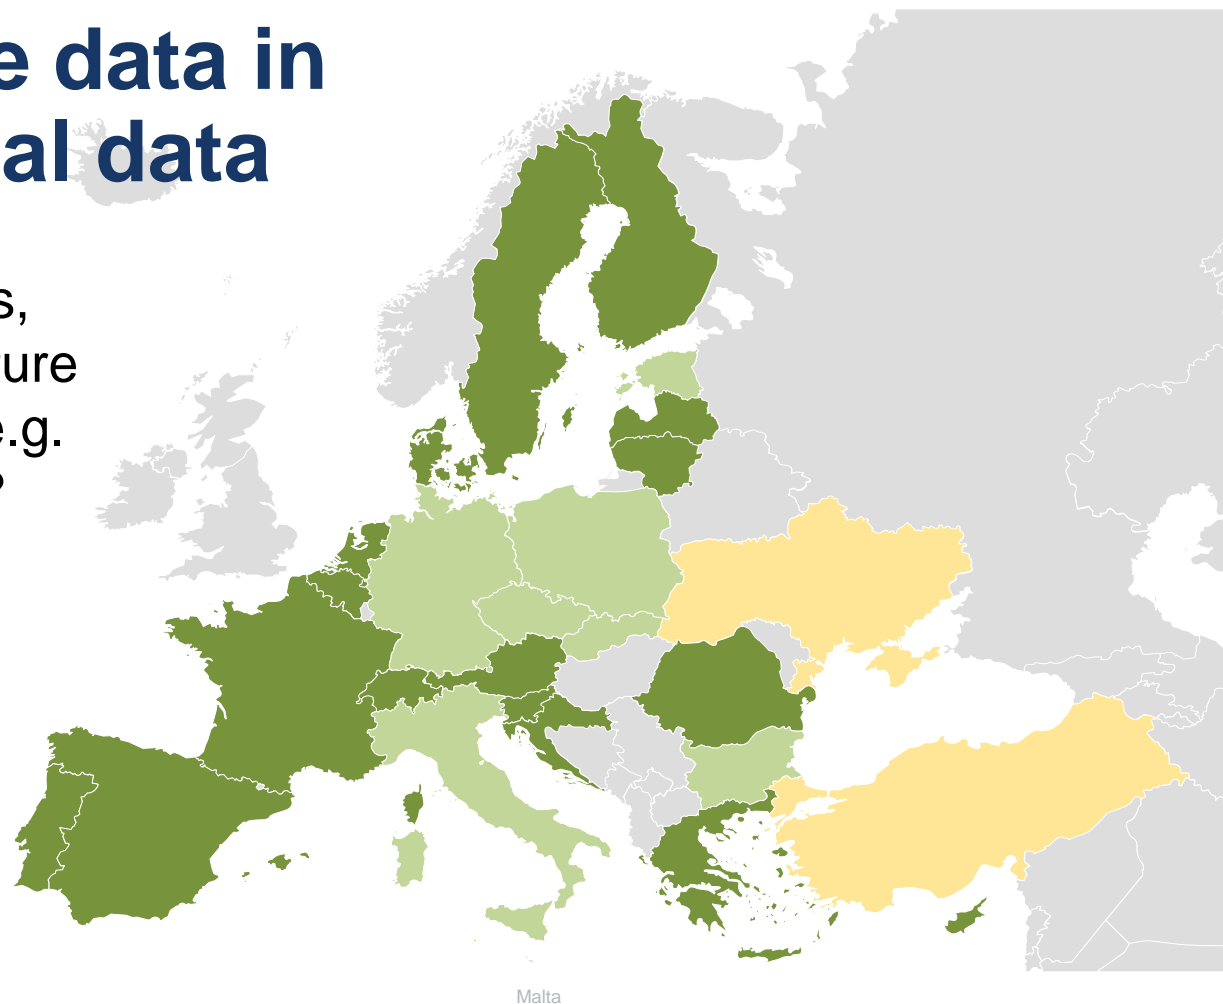 e data in
al data
s,
ure
e.g.
Malta